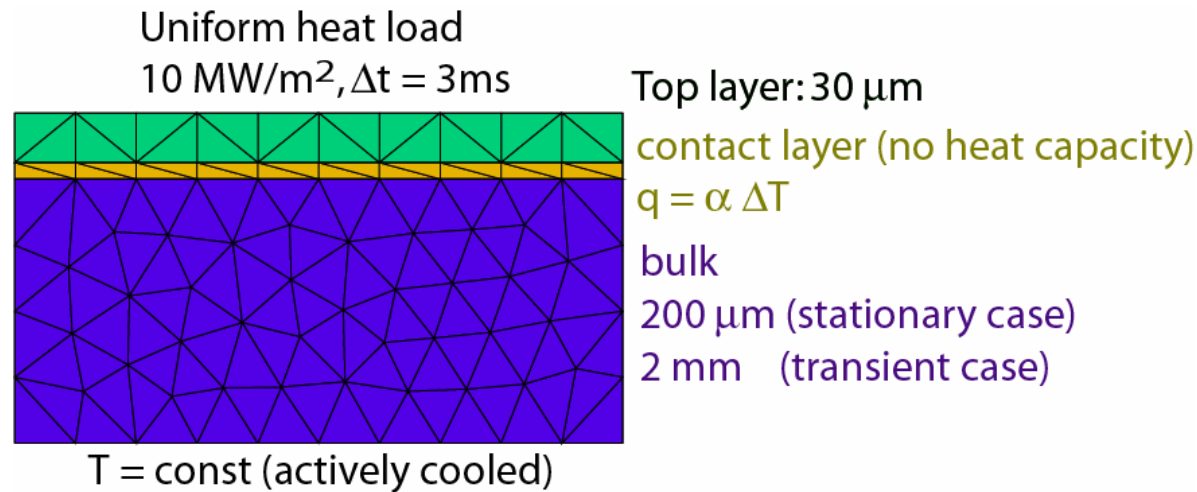 Uniform heat load
10 MW/m², Δt = 3ms
Top layer: 30 μm
contact layer (no heat capacity)
q = α ΔT
bulk
200 μm (stationary case)
2 mm (transient case)
T = const (actively cooled)